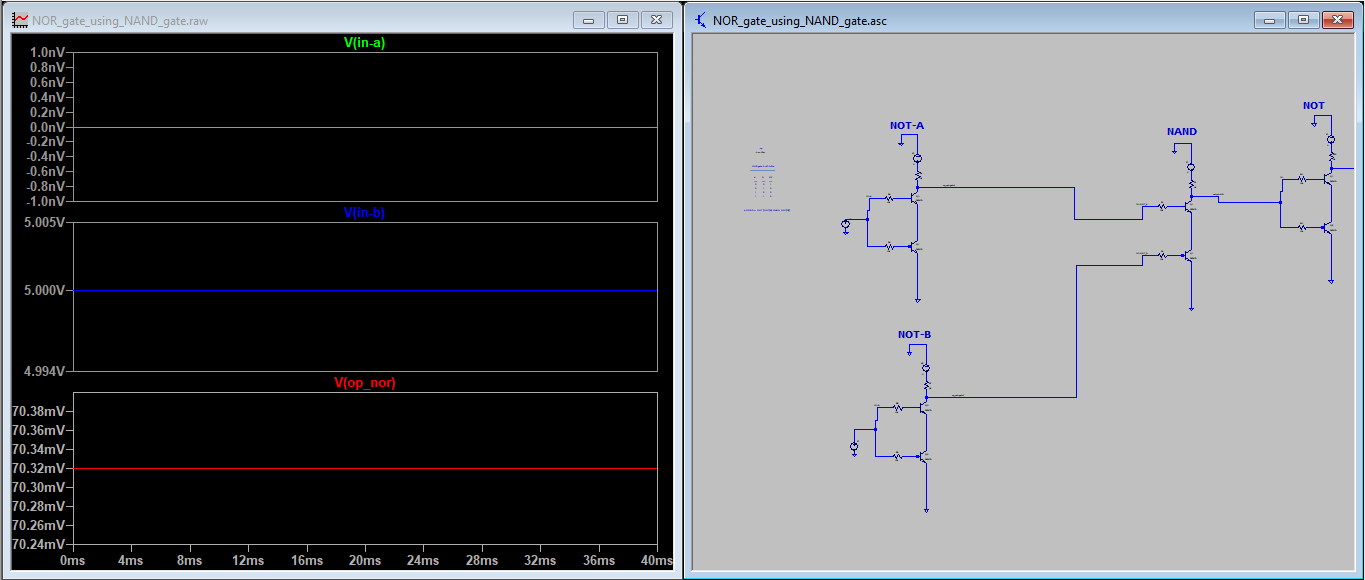 NOR_gate_using_NAND_gate.raw
V(in-a)
1.0nV
0.8nV
0.6nV
0.4nV
0.2nV
0.0nV
-0.2nV
-0.4nV
-0.6nV
-0.8nV
-1.0nV
V(in-b)
5.005V
5.000V
4.994V
V(op_nor)
70.38mV
70.36mV
70.34mV
70.32mV
70.30mV
70.28mV
70.26mV
70.24mV
0ms 4ms 8ms 12ms 16ms 20ms 24ms 28ms 32ms 36ms 40ms
NOR_gate_using_NAND_gate.asc
NOT
NOT-A
NAND
NOT-B